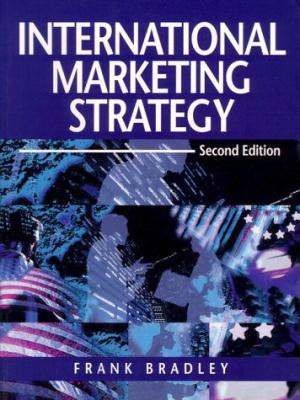 INTERNATIONAL
MARKETING
STRATEGY
Second Edition
FRANK BRADLEY